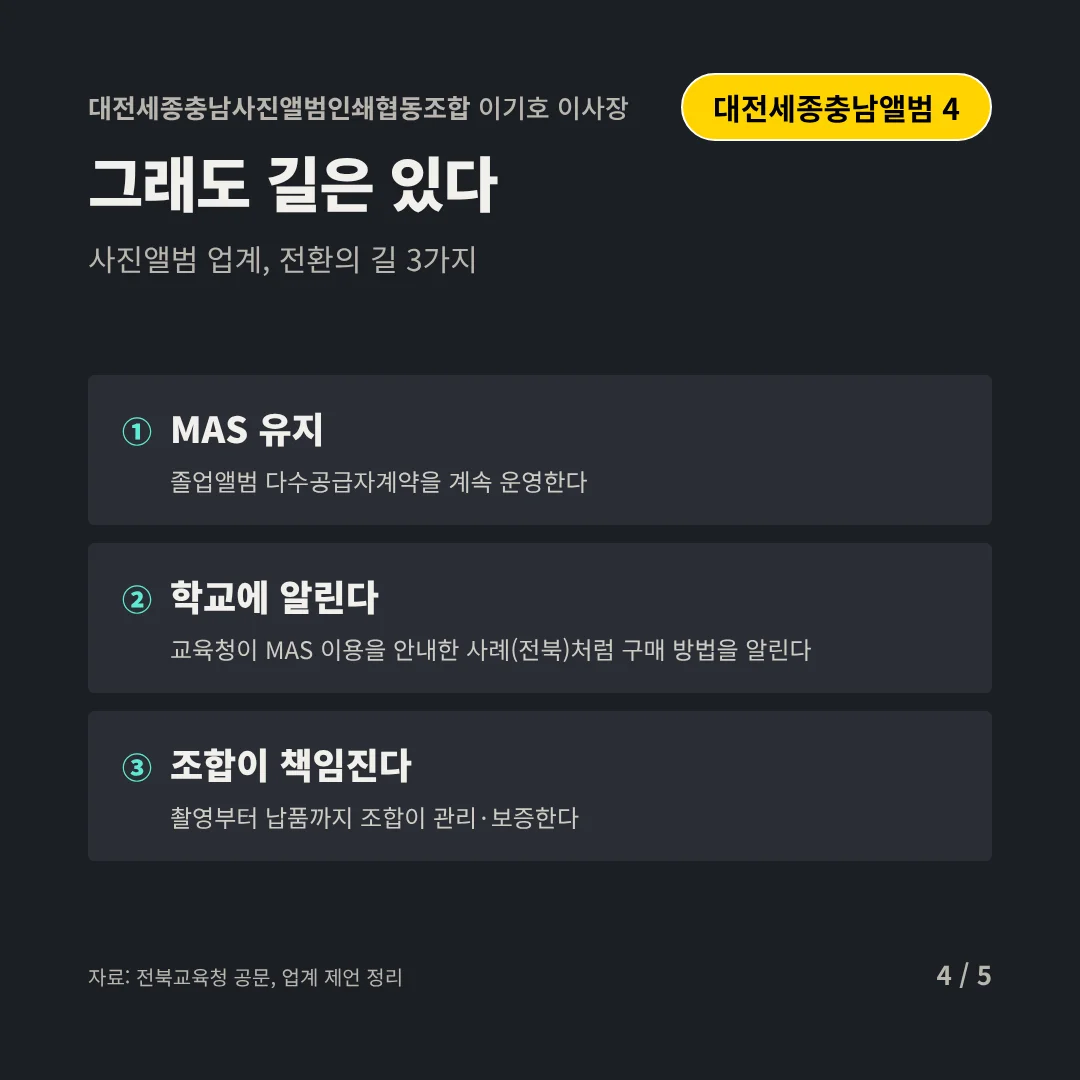 대전세종충남사진앨범인쇄협동조합 이기호 이사장
대전세종충남앨범 4
그래도 길은 있다
사진앨범 업계, 전환의 길 3가지
① MAS 유지
졸업앨범 다수공급자계약을 계속 운영한다
② 학교에 알린다
교육청이 MAS 이용을 안내한 사례(전북)처럼 구매 방법을 알린다
③ 조합이 책임진다
촬영부터 납품까지 조합이 관리·보증한다
자료: 전북교육청 공문, 업계 제언 정리
4 / 5